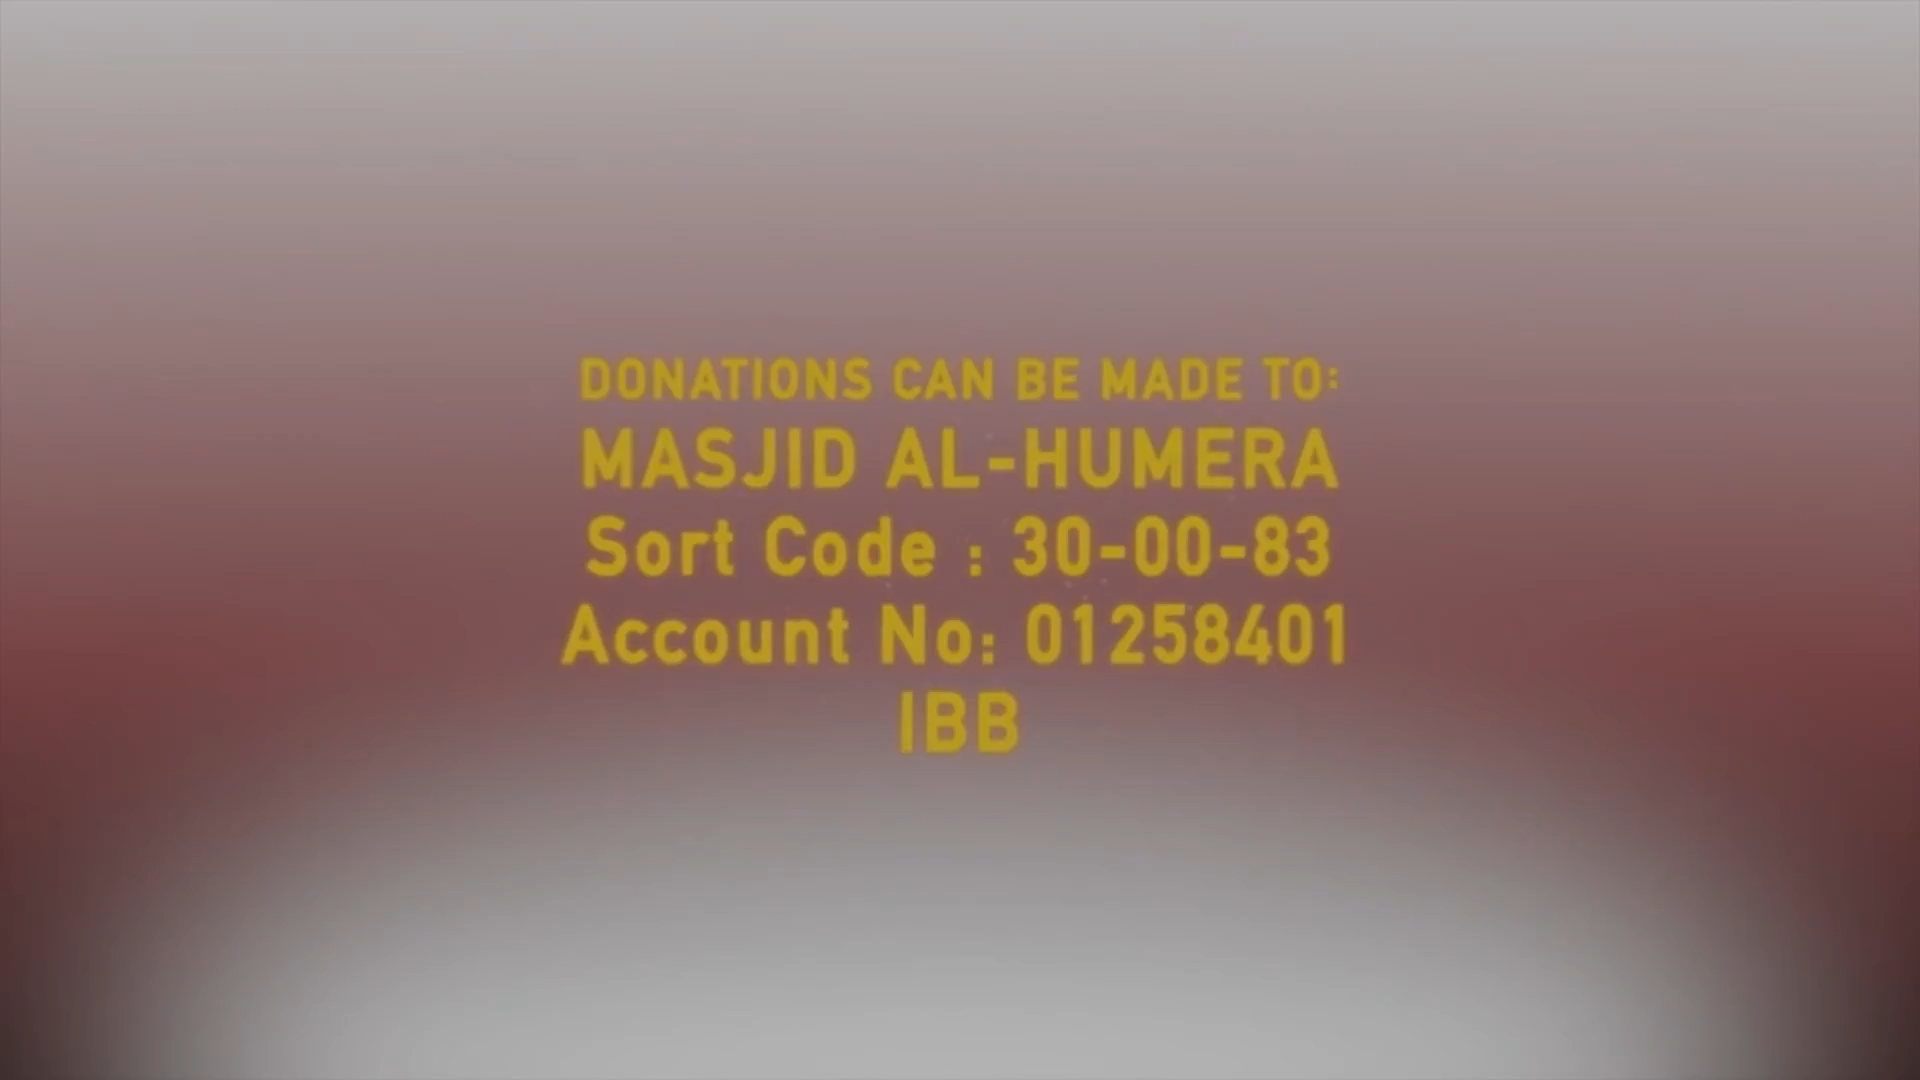 DONATIONS CAN BE MADE TO:
MASJID AL-HUMERA
Sort Code : 30-00-83
Account No: 01258401
IBB